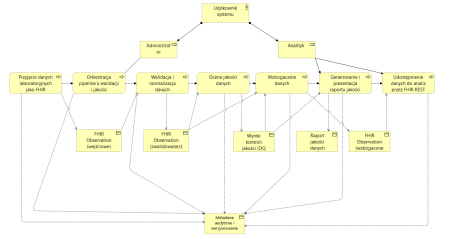 Użytkownik
systemu
Administrat
or
Analityk
Przyjęcie danych
laboratoryjnych
jako FHIR
Orkiestracja
pipeline'u walidacji
i jakości
Walidacja i
normalizacja
danych
Ocena jakości
danych
Wzbogacanie
danych
Generowanie i
prezentacja
raportu jakości
Udostępnienie
danych do analiz
przez FHIR REST
FHIR
Observation
(wejściowe)
FHIR
Observation
(zwalidowane/z
Wyniki
kontroli
jakości (DQ)
Raport
jakości
danych
FHIR
Observation
(wzbogacone
Metadane
audytowe i
wersjonowanie